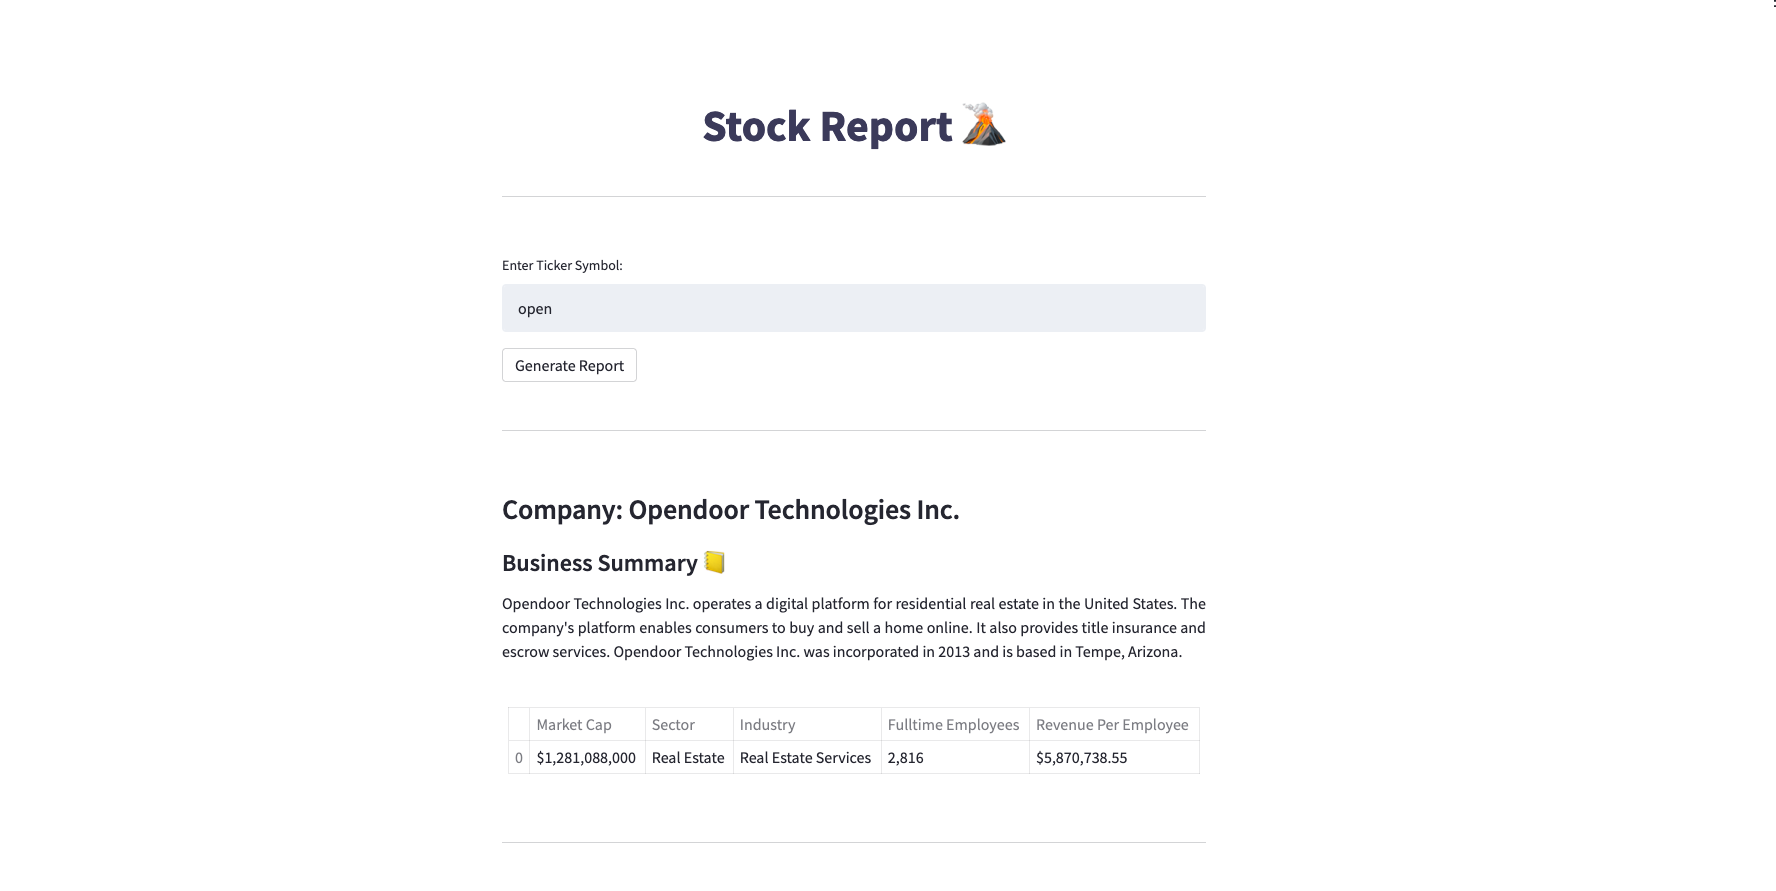 Stock Report
Enter Ticker Symbol:
open
Generate Report
Company: Opendoor Technologies Inc.
Business Summary
Opendoor Technologies Inc. operates a digital platform for residential real estate in the United States. The
company's platform enables consumers to buy and sell a home online. It also provides title insurance and
escrow services. Opendoor Technologies Inc. was incorporated in 2013 and is based in Tempe, Arizona.
Market Cap Sector Industry Fulltime Employees Revenue Per Employee
0 $1,281,088,000 Real Estate Real Estate Services 2,816 $5,870,738.55